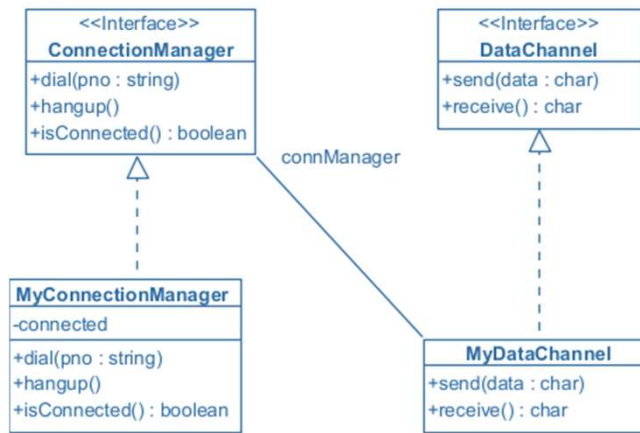 <<Interface>>
ConnectionManager
+dial(pno : string)
+hangup()
+isConnected() : boolean
<<Interface>>
DataChannel
+send(data : char)
+receive() : char
connManager
MyConnectionManager
-connected
+dial(pno : string)
+hangup()
+isConnected() : boolean
MyDataChannel
+send(data : char)
+receive() : char